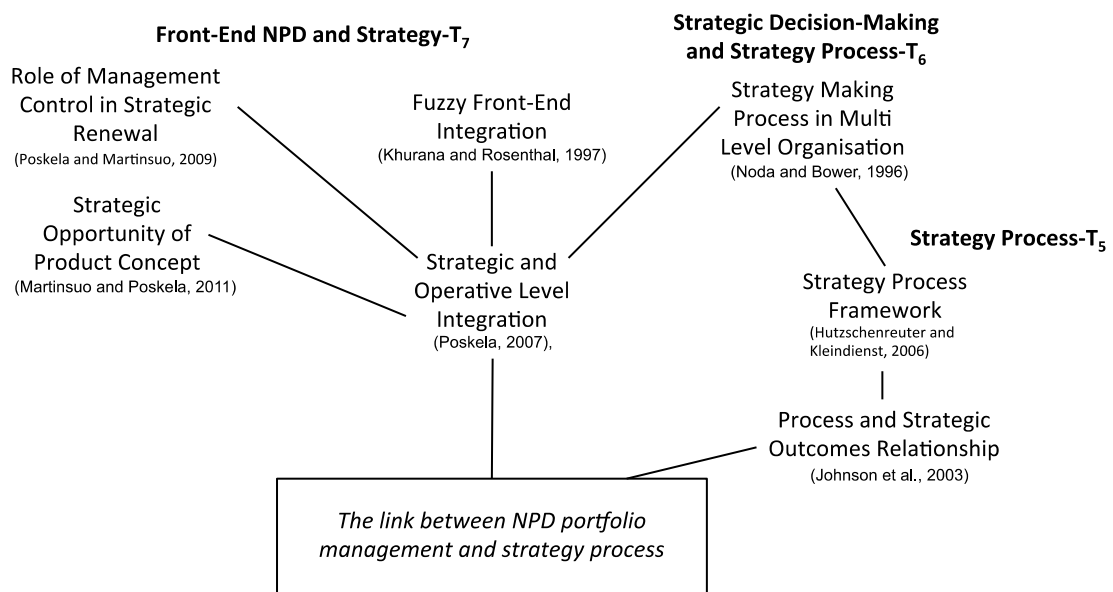 Front-End NPD and Strategy-T7
Role of Management
Control in Strategic
Renewal
(Poskela and Martinsuo, 2009)
Fuzzy Front-End
Integration
(Khurana and Rosenthal, 1997)
Strategic
Opportunity of
Product Concept
(Martinsuo and Poskela, 2011)
Strategic and
Operative Level
Integration
(Poskela, 2007),
Strategic Decision-Making
and Strategy Process-T6
Strategy Making
Process in Multi
Level Organisation
(Noda and Bower, 1996)
Strategy Process-T5
Strategy Process
Framework
(Hutzschenreuter and
Kleindienst, 2006)
Process and Strategic
Outcomes Relationship
(Johnson et al., 2003)
The link between NPD portfolio
management and strategy process